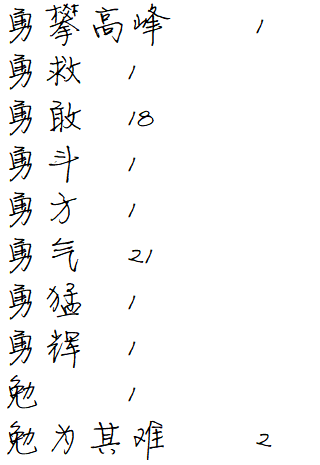 勇攀高峰 1
勇救 1
勇敢 18
勇斗 1
勇方 1
勇气 21
勇猛 1
勇辉 1
勉 1
勉为其难 2